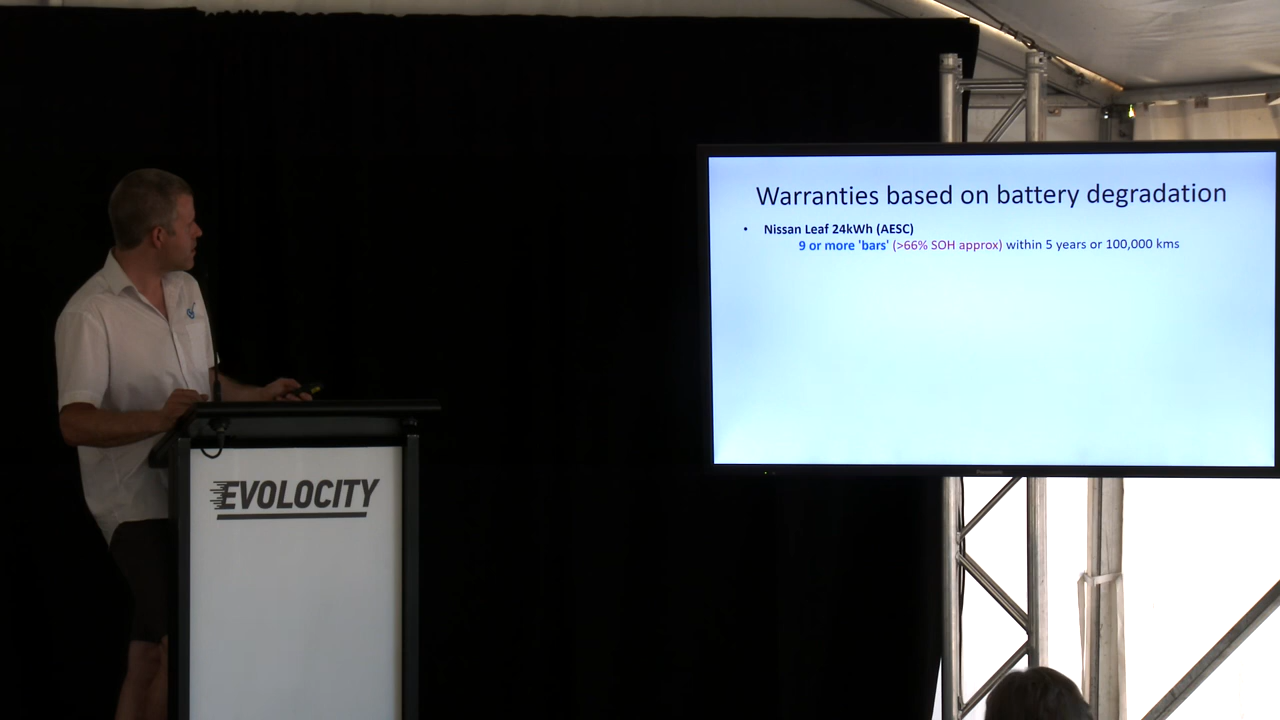 Warranties based on battery degradation
• Nissan Leaf 24kWh (AESC)
9 or more 'bars' (>66% SOH approx) within 5 years or 100,000 kms
Panasonic
EVOLOCITY